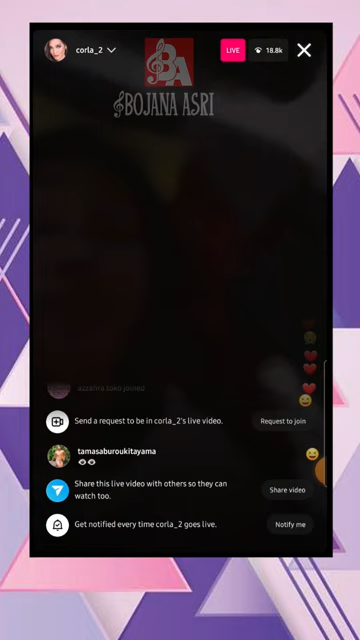 corla_2
LIVE
18.8k
BA
BOJANA ASRI
azzahra toko joined
Send a request to be in corla_2's live video.
Request to join
tamasaburoukitayama
Share this live video with others so they can
watch too.
Share video
Get notified every time corla_2 goes live.
Notify me